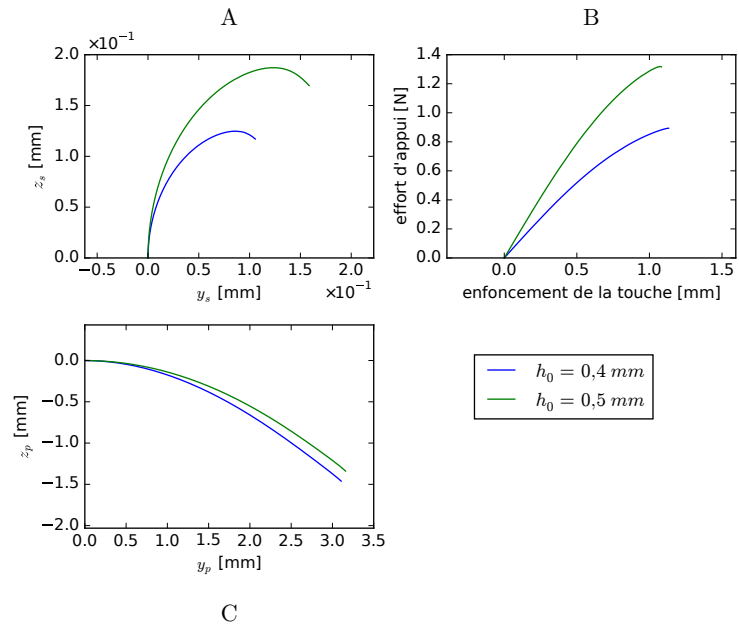 A
B
×10⁻¹
2.0
1.5
1.0
0.5
0.0
z_s [mm]
−0.5 0.0 0.5 1.0 1.5 2.0
×10⁻¹
y_s [mm]
1.4
1.2
1.0
0.8
0.6
0.4
0.2
0.0
effort d'appui [N]
0.0 0.5 1.0 1.5
enfoncement de la touche [mm]
0.0
−0.5
−1.0
−1.5
−2.0
z_p [mm]
0.0 0.5 1.0 1.5 2.0 2.5 3.0 3.5
y_p [mm]
h_0 = 0,4 mm
h_0 = 0,5 mm
C